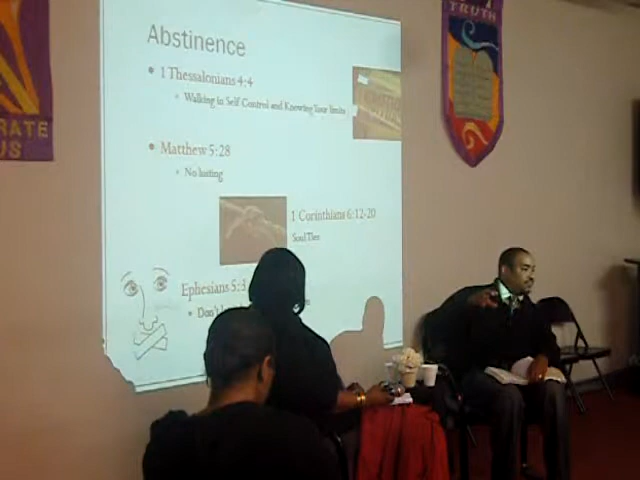 TRUTH
RATE
US
Abstinence
• 1 Thessalonians 4:4
Walking in Self Control and Knowing Your limits
• Matthew 5:28
No lusting
1 Corinthians 6:12-20
Soul Ties
Ephesians 5:3
• Don't